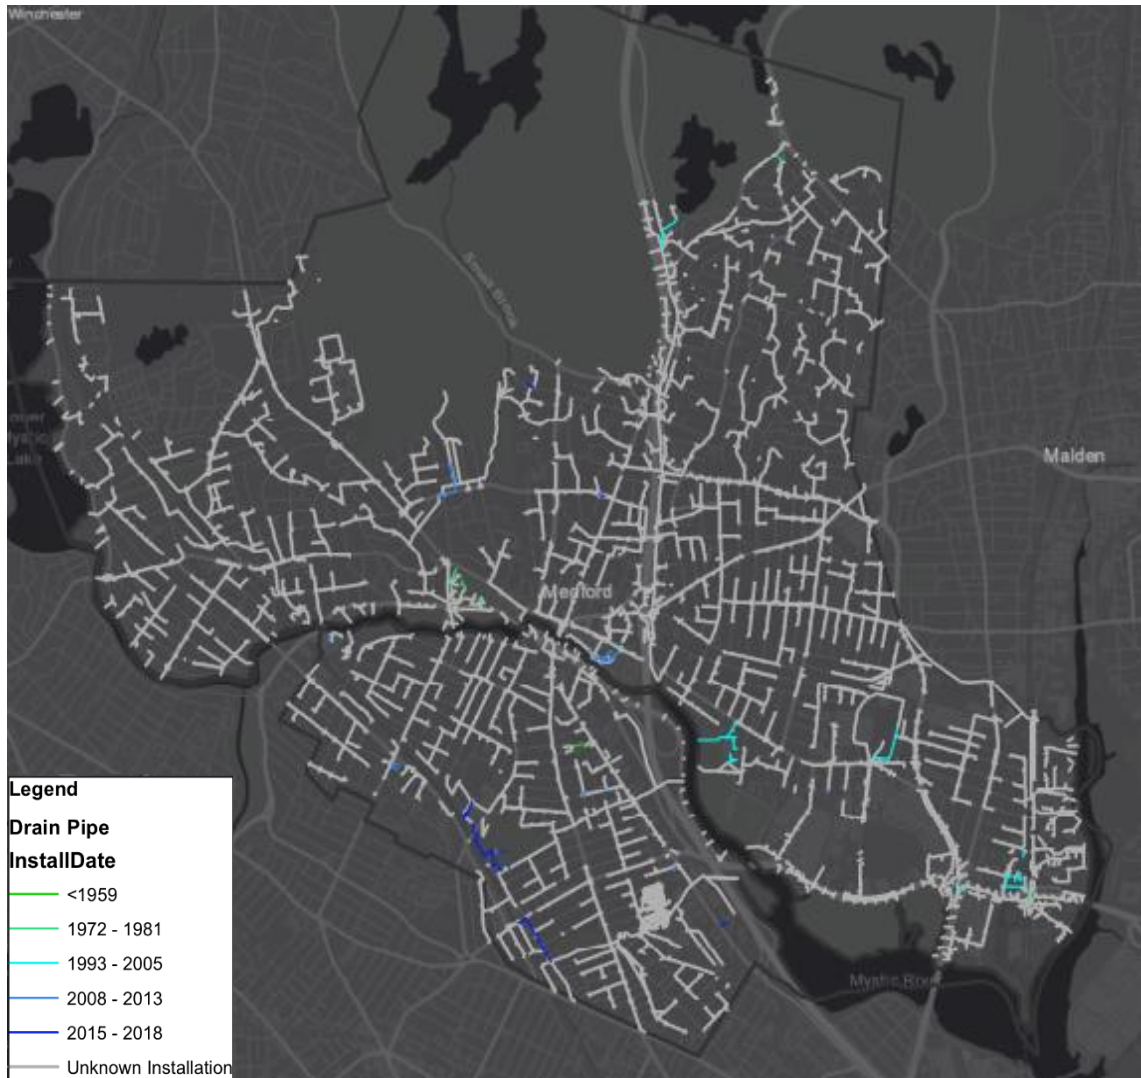 Winchester
Malden
Medford
Mystic River
Legend
Drain Pipe
InstallDate
<1959
1972 - 1981
1993 - 2005
2008 - 2013
2015 - 2018
Unknown Installation